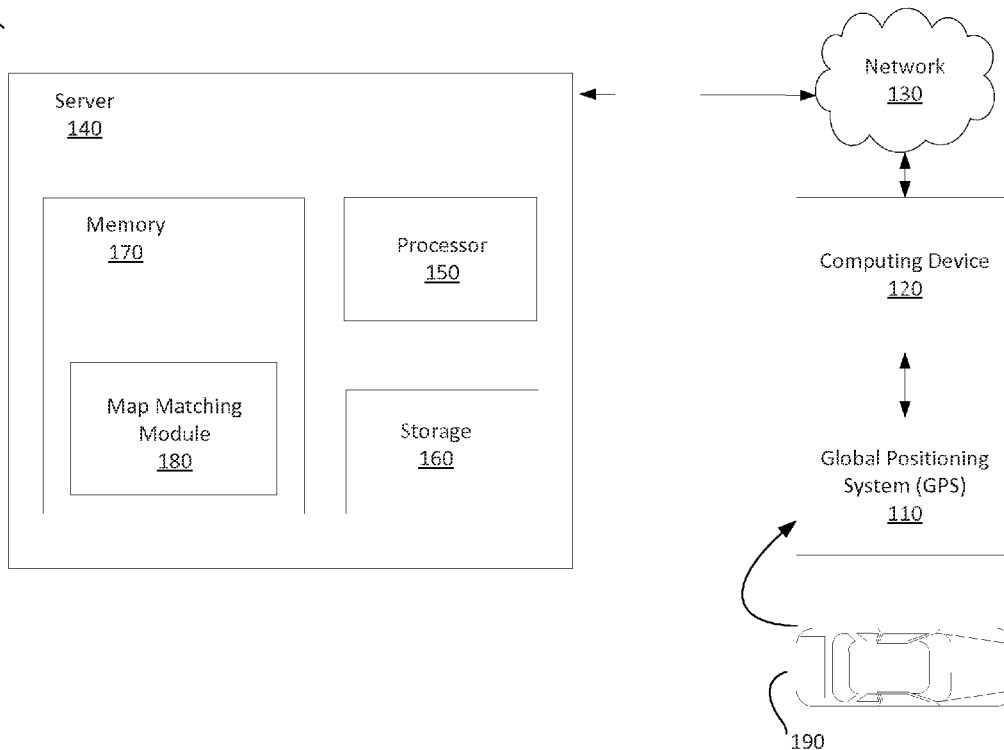 Server
140
Memory
170
Map Matching
Module
180
Processor
150
Storage
160
Network
130
Computing Device
120
Global Positioning
System (GPS)
110
190